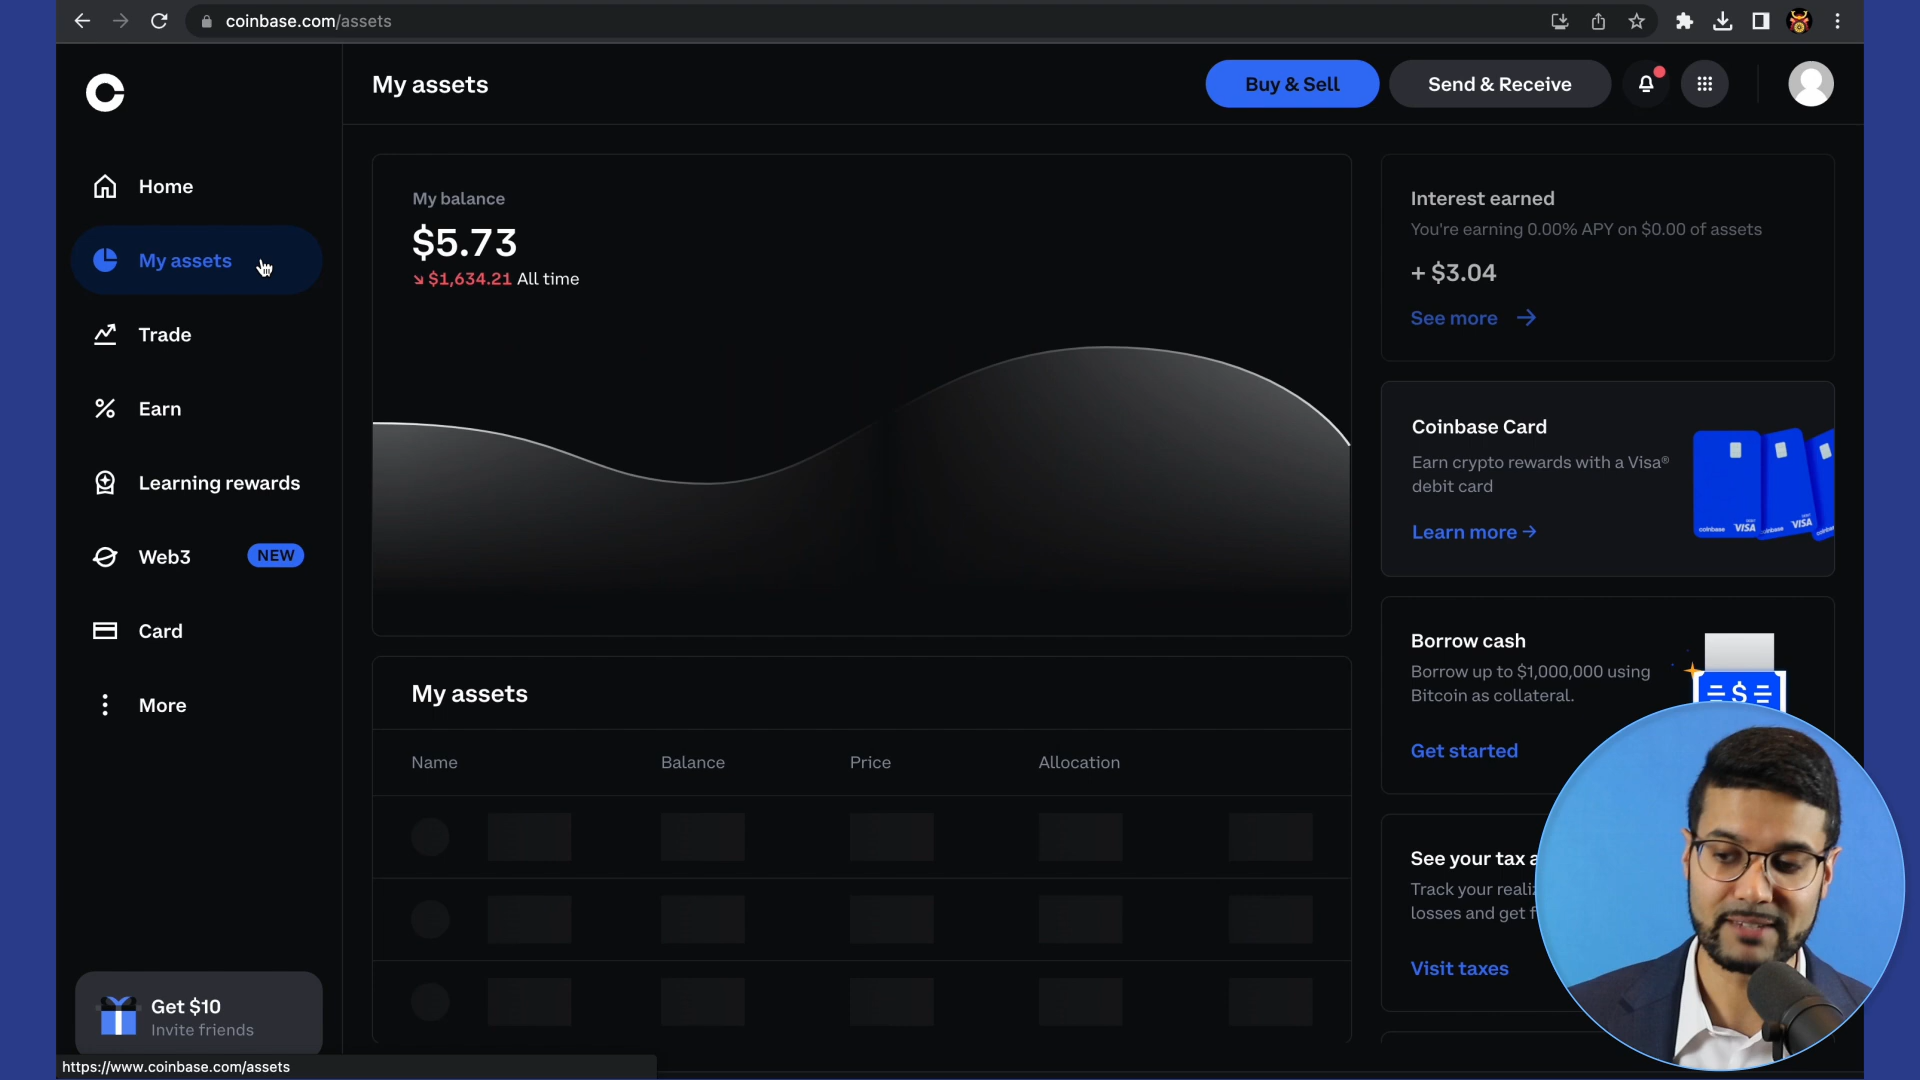 coinbase.com/assets
My assets
Buy & Sell
Send & Receive
Home
My assets
Trade
Earn
Learning rewards
Web3
NEW
Card
More
Get $10
Invite friends
My balance
$5.73
↘ $1,634.21 All time
My assets
Name Balance Price Allocation
Interest earned
You're earning 0.00% APY on $0.00 of assets
+ $3.04
See more →
Coinbase Card
Earn crypto rewards with a Visa®
debit card
Learn more →
coinbase VISA
coinbase VISA
Borrow cash
Borrow up to $1,000,000 using
Bitcoin as collateral.
$
Get started
See your tax
Track your
losses and get
Visit taxes
https://www.coinbase.com/assets